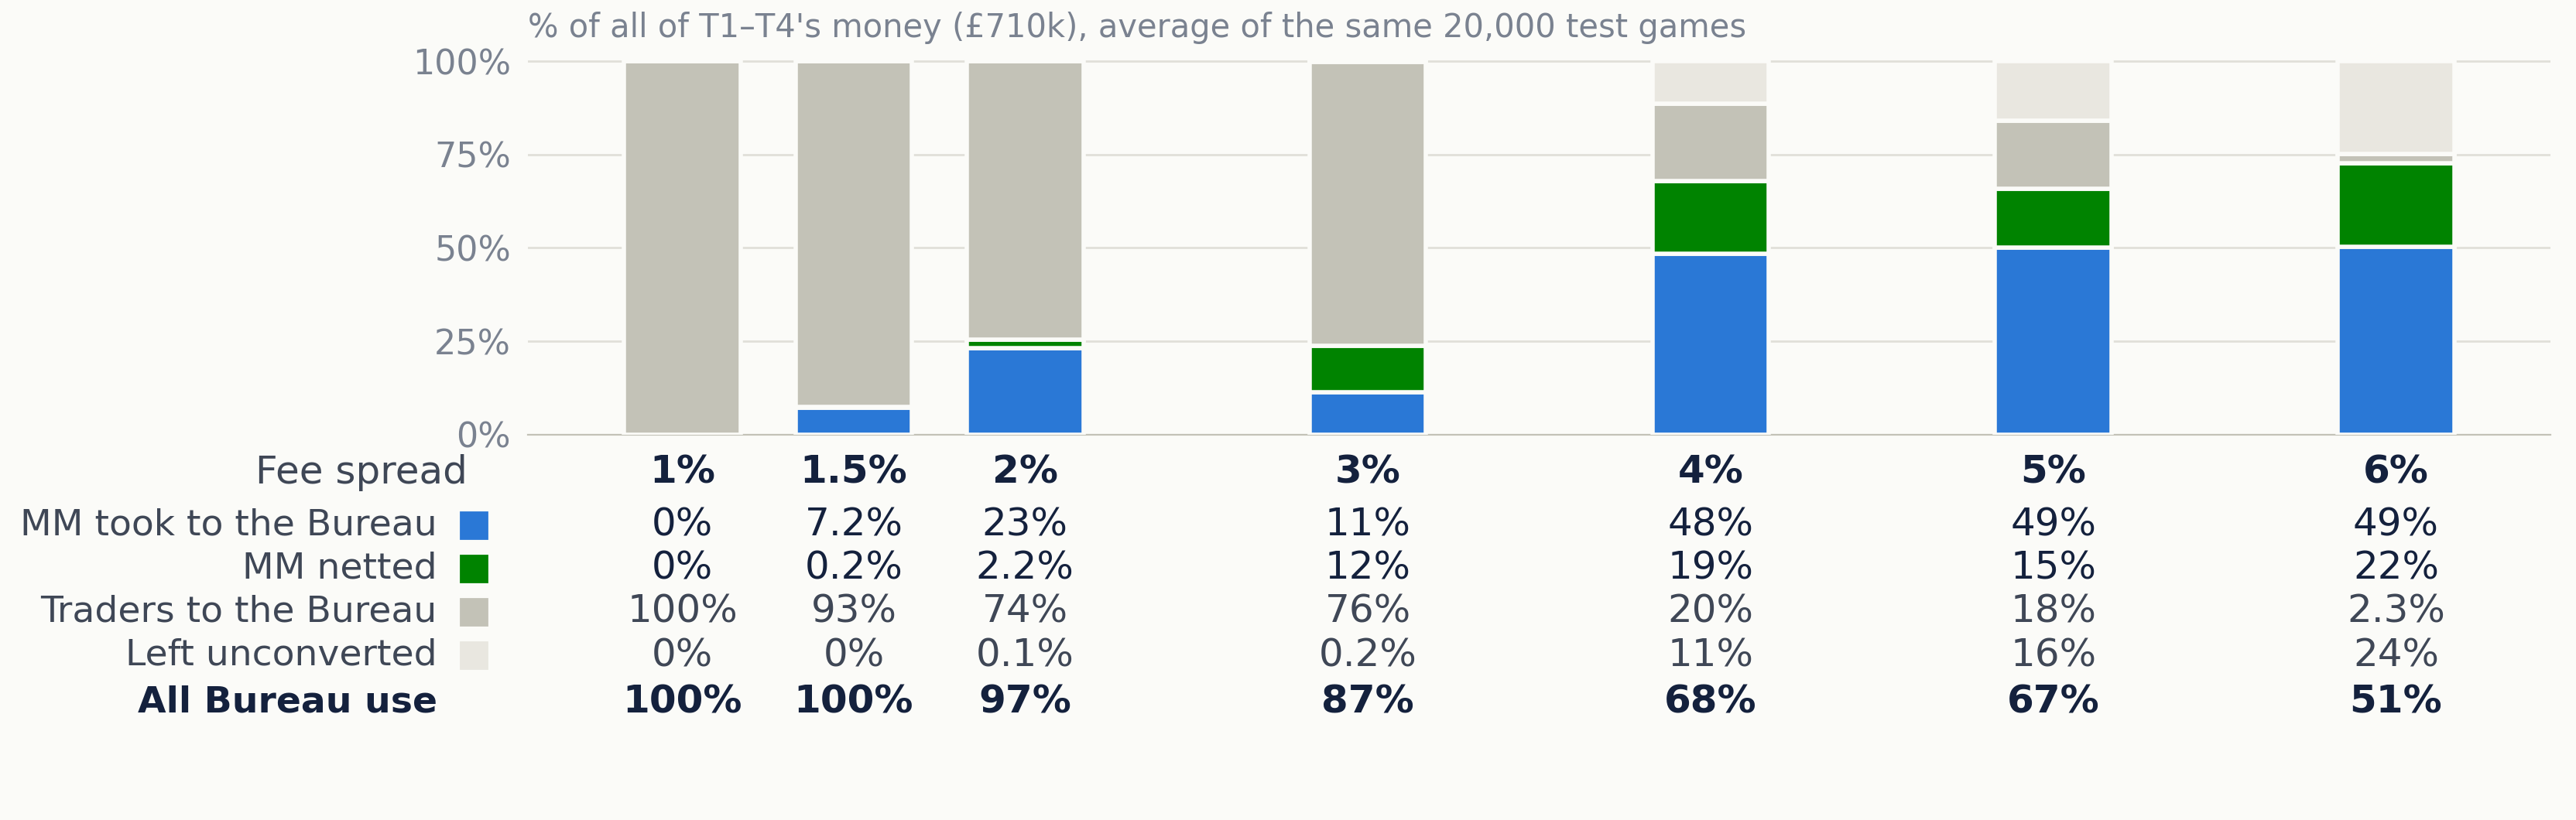 % of all of T1–T4's money (£710k), average of the same 20,000 test games
100%
75%
50%
25%
0%
Fee spread 1% 1.5% 2% 3% 4% 5% 6%
MM took to the Bureau 0% 7.2% 23% 11% 48% 49% 49%
MM netted 0% 0.2% 2.2% 12% 19% 15% 22%
Traders to the Bureau 100% 93% 74% 76% 20% 18% 2.3%
Left unconverted 0% 0% 0.1% 0.2% 11% 16% 24%
All Bureau use 100% 100% 97% 87% 68% 67% 51%